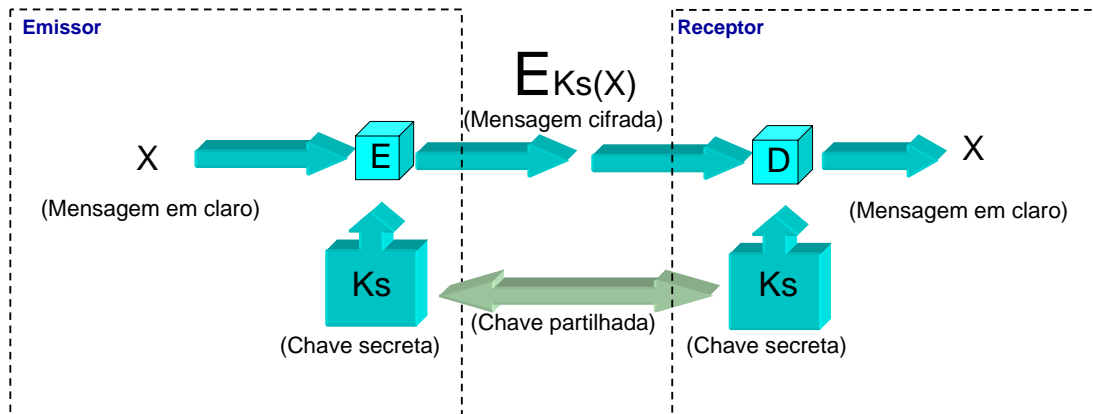 Emissor
Receptor
EKs(X)
(Mensagem cifrada)
X
E
D
X
(Mensagem em claro)
(Mensagem em claro)
Ks
Ks
(Chave partilhada)
(Chave secreta)
(Chave secreta)